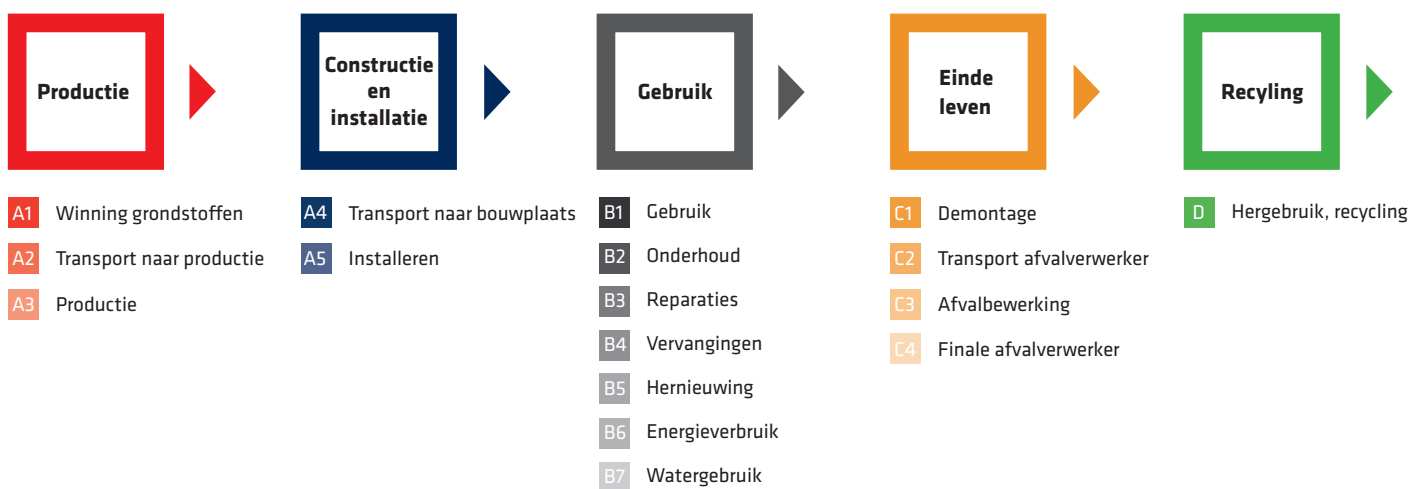 Productie
Constructie
en
installatie
Gebruik
Einde
leven
Recyling
A1 Winning grondstoffen
A2 Transport naar productie
A3 Productie
A4 Transport naar bouwplaats
A5 Installeren
B1 Gebruik
B2 Onderhoud
B3 Reparaties
B4 Vervangingen
B5 Hernieuwing
B6 Energieverbruik
B7 Watergebruik
C1 Demontage
C2 Transport afvalverwerker
C3 Afvalbewerking
C4 Finale afvalverwerker
D Hergebruik, recycling